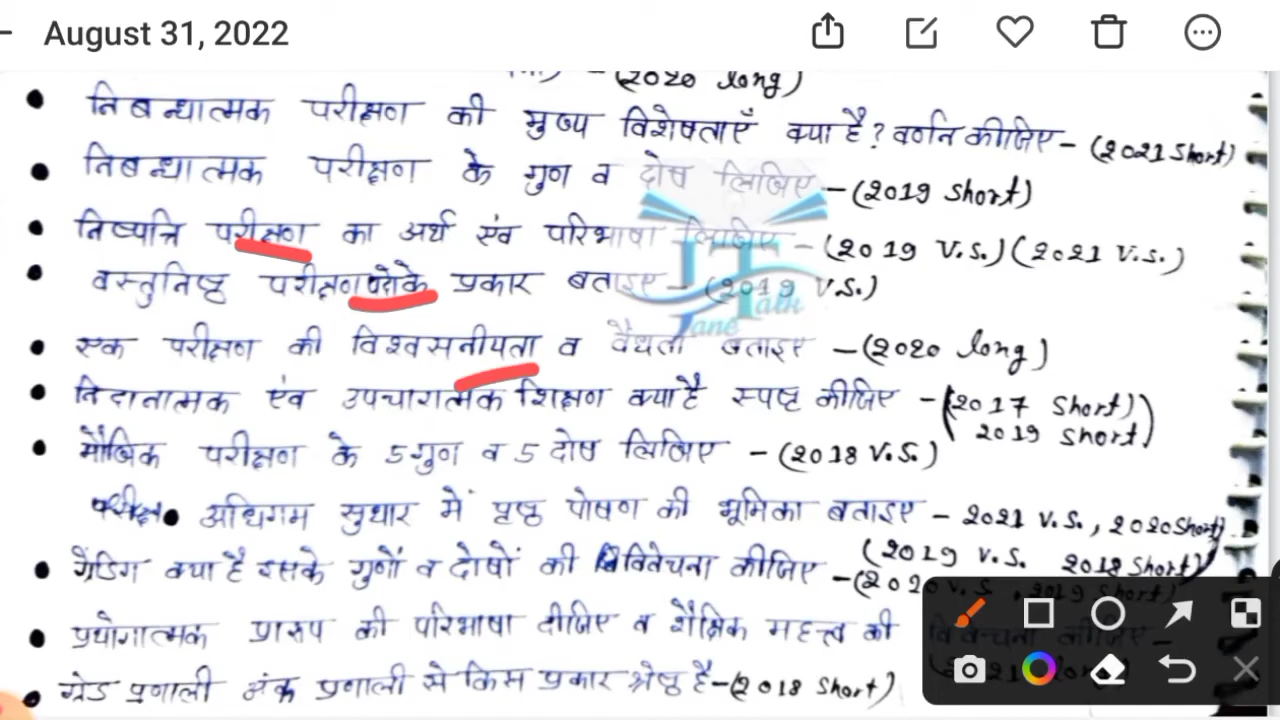 August 31, 2022
(2020 long)
निबन्धात्मक परीक्षण की मुख्य विशेषताएँ क्या है? वर्णन कीजिए - (2021 Short)
निबन्धात्मक परीक्षण के गुण व दोष लिखिए - (2019 Short)
निष्पत्ति परीक्षण का अर्थ एंव परिभाषा लिखिए - (2019 V.S.) (2021 V.S.)
वस्तुनिष्ठ परीक्षण के प्रकार बताइए - (2019 V.S.)
एक परीक्षण की विश्वसनीयता व वैधता बताइए - (2020 long)
निदानात्मक एंव उपचारात्मक शिक्षण क्या है स्पष्ट कीजिए - (2017 Short)
2019 Short)
मौखिक परीक्षण के 5 गुण व 5 दोष लिखिए - (2018 V.S.)
अधिगम सुधार में पृष्ठ पोषण की भूमिका बताइए - 2021 V.S., 2020 Short)
(2019 V.S. 2018 Short)
ग्रेडिंग क्या है इसके गुणों व दोषों की विवेचना कीजिए - (2020 V.S., 2019 Short)
प्रयोगात्मक प्रारुप की परिभाषा दीजिए व शैक्षिक महत्व की विवेचना कीजिए -
ग्रेड प्रणाली अंक प्रणाली से किस प्रकार श्रेष्ठ है - (2018 Short)